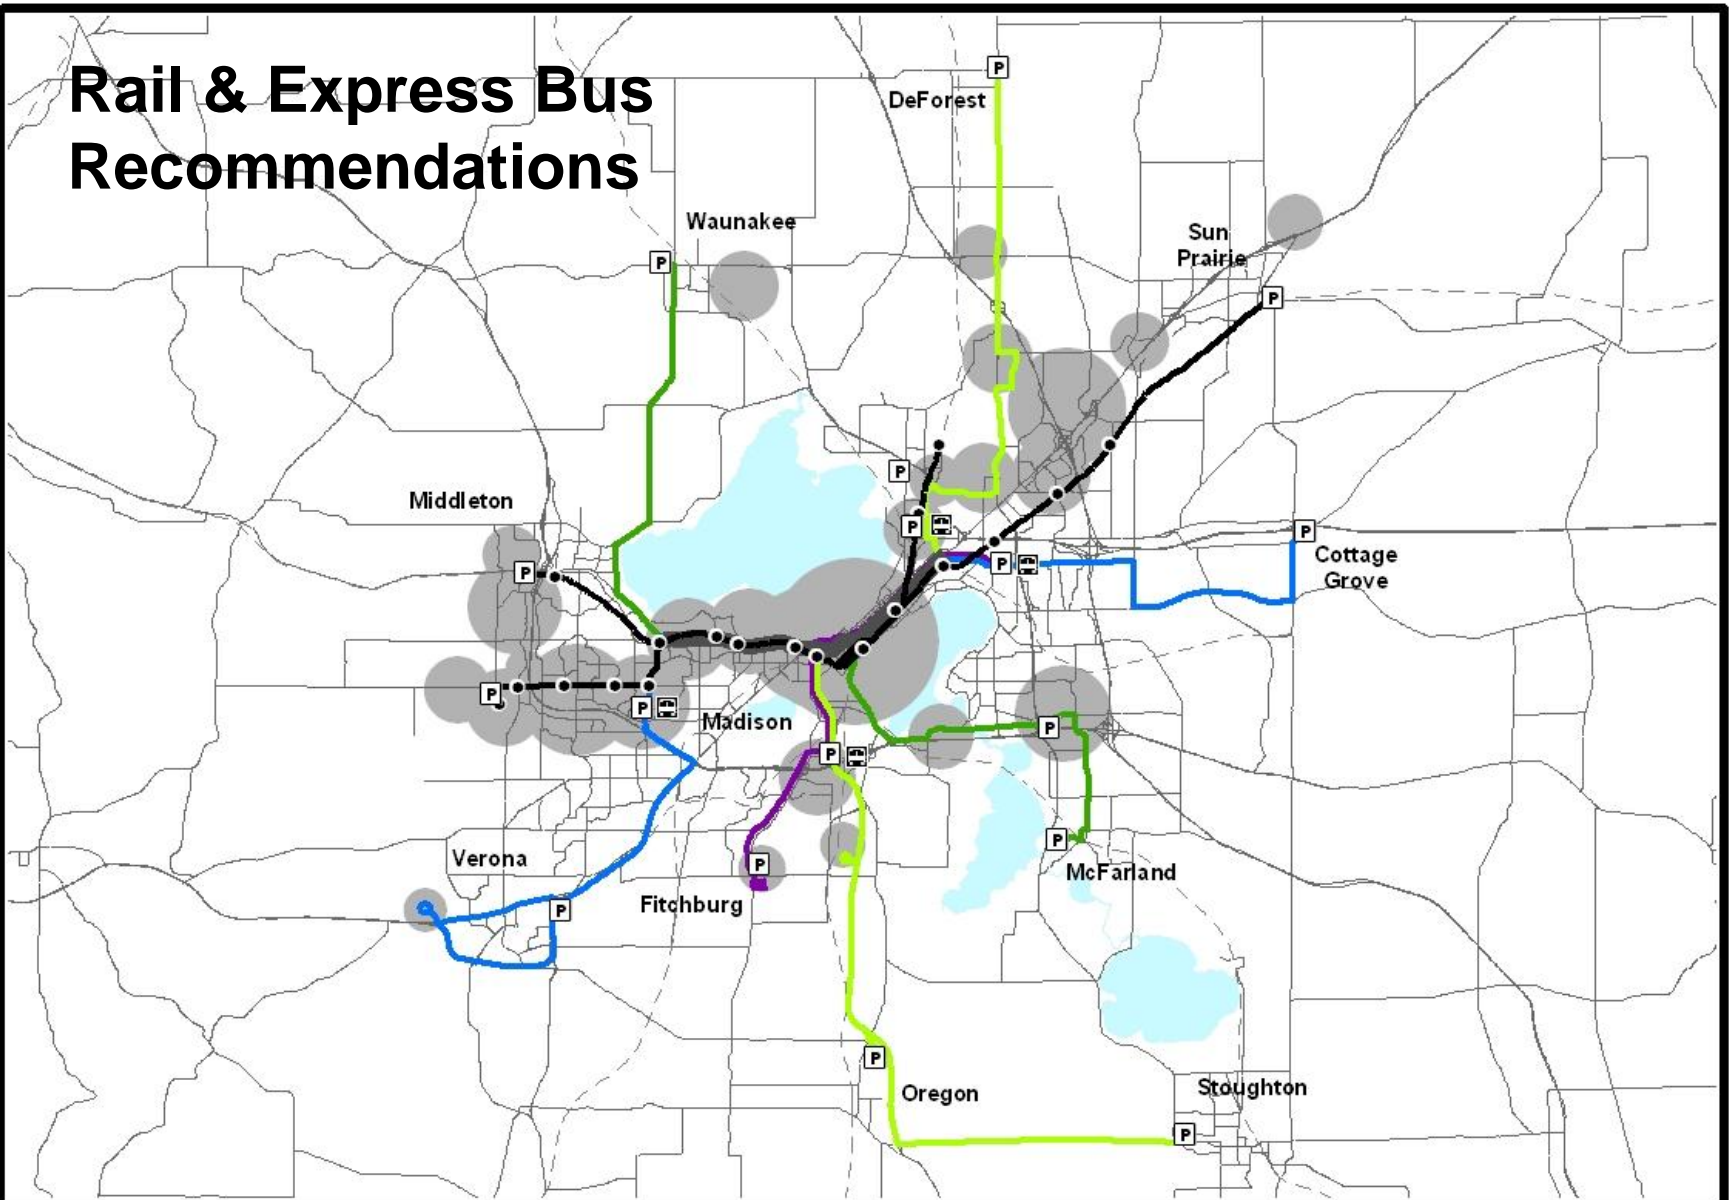 Rail & Express Bus
Recommendations
P
DeForest
Waunakee
P
Sun
Prairie
P
Middleton
P
P
P
Cottage
Grove
P
P
P
P
Madison
P
P
P
Verona
P
McFarland
P
Fitchburg
P
P
Oregon
Stoughton
P